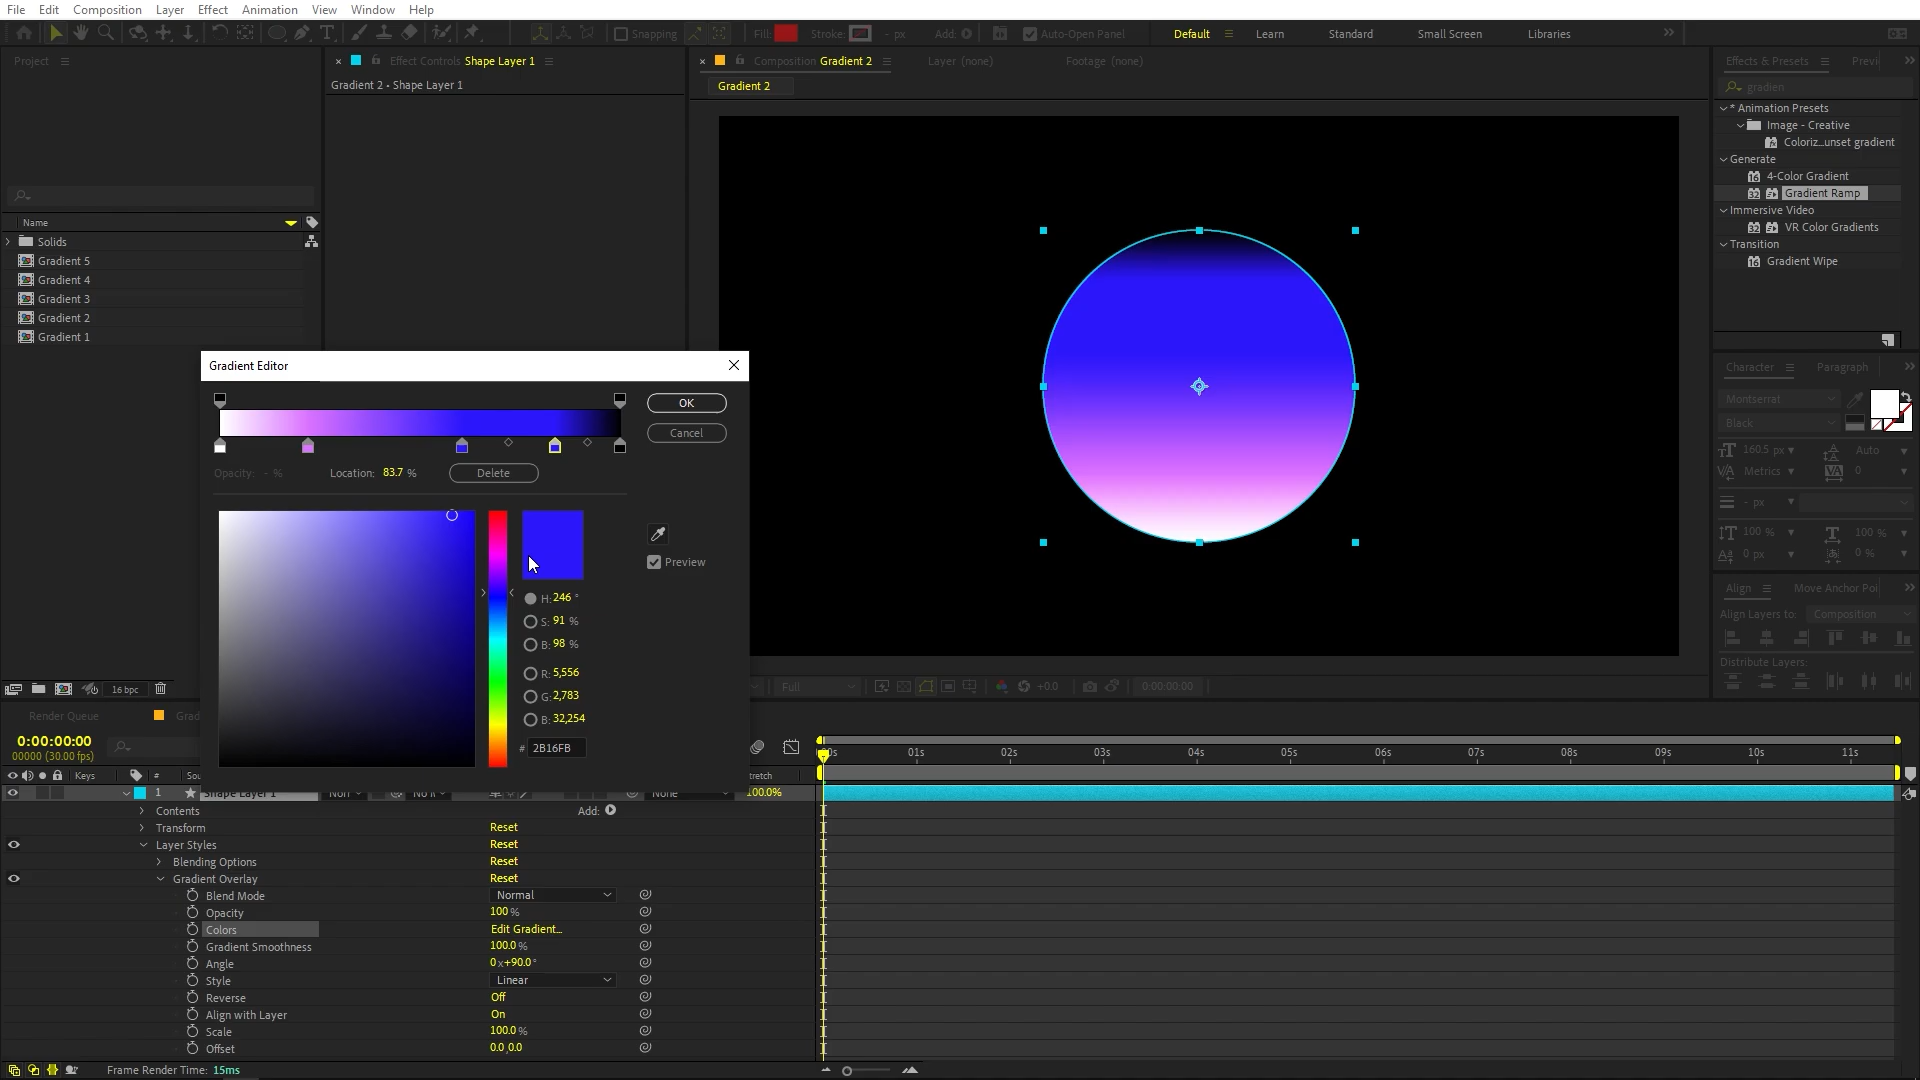 File Edit Composition Layer Effect Animation View Window Help
Snapping Fill: Stroke: - px Add: Auto-Open Panel Default Learn Standard Small Screen Libraries
Project
Effect Controls Shape Layer 1
Gradient 2 • Shape Layer 1
Composition Gradient 2 Layer (none) Footage (none)
Gradient 2
Effects & Presets Previ
gradien
* Animation Presets
Image - Creative
Coloriz...unset gradient
Generate
4-Color Gradient
Gradient Ramp
Immersive Video
VR Color Gradients
Transition
Gradient Wipe
Name
Solids
Gradient 5
Gradient 4
Gradient 3
Gradient 2
Gradient 1
Gradient Editor
OK
Cancel
Opacity: - % Location: 83.7 % Delete
Preview
H: 246 °
S: 91 %
B: 98 %
R: 5,556
G: 2,783
B: 32,254
# 2B16FB
Character Paragraph
Montserrat
Black
160.5 px Auto
Metrics 0
- px
100 % 100 %
0 px 0 %
Align Move Anchor Poi
Align Layers to: Composition
Distribute Layers:
16 bpc
Full +0.0 0:00:00:00
Render Queue Grad
0:00:00:00
00000 (30.00 fps)
Keys # Sou tretch
00s 01s 02s 03s 04s 05s 06s 07s 08s 09s 10s 11s
1 Shape Layer 1 None 100.0%
Contents Add:
Transform Reset
Layer Styles Reset
Blending Options Reset
Gradient Overlay Reset
Blend Mode Normal
Opacity 100 %
Colors Edit Gradient...
Gradient Smoothness 100.0 %
Angle 0 x+90.0 °
Style Linear
Reverse Off
Align with Layer On
Scale 100.0 %
Offset 0.0,0.0
Frame Render Time: 15ms